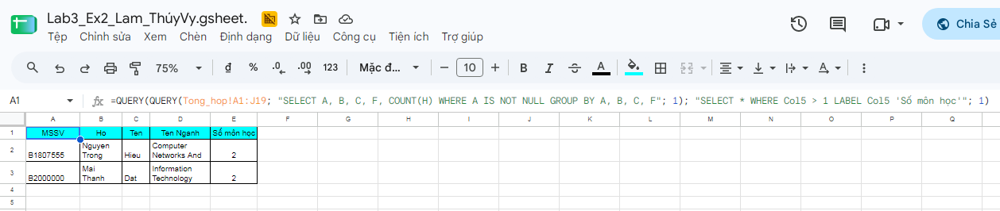 Lab3_Ex2_Lam_ThúyVy.gsheet.
Tệp Chỉnh sửa Xem Chèn Định dạng Dữ liệu Công cụ Tiện ích Trợ giúp
Chia Sẻ
75% đ % .0 .00 123 Mặc đ... 10 B I S A
A1 fx =QUERY(QUERY(Tong_hop!A1:J19; "SELECT A, B, C, F, COUNT(H) WHERE A IS NOT NULL GROUP BY A, B, C, F"; 1); "SELECT * WHERE Col5 > 1 LABEL Col5 'Số môn học'"; 1)
A B C D E F G H I J K L M N O P Q
1 MSSV Ho Ten Ten Nganh Số môn học
2 B1807555 Nguyen Trong Hieu Computer Networks And 2
3 B2000000 Mai Thanh Dat Information Technology 2
4
5